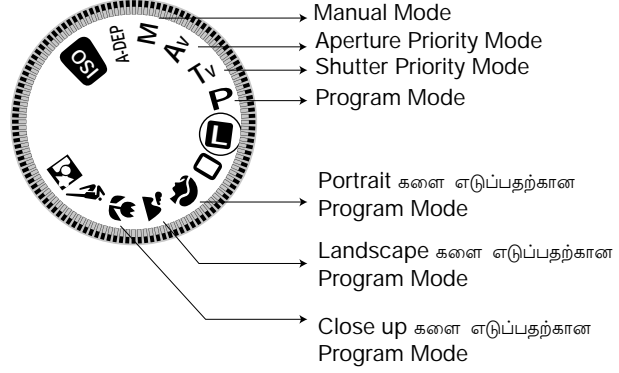 Manual Mode
Aperture Priority Mode
Shutter Priority Mode
Program Mode
Portrait களை எடுப்பதற்கான
Program Mode
Landscape களை எடுப்பதற்கான
Program Mode
Close up களை எடுப்பதற்கான
Program Mode
ISO
A-DEP
M
Av
Tv
P
L